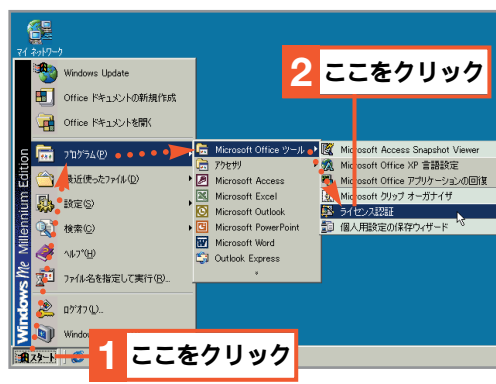 マイ ネットワーク
2 ここをクリック
Windows Update
Office ドキュメントの新規作成
Office ドキュメントを開く
プログラム(P)
最近使ったファイル(D)
設定(S)
検索(C)
ヘルプ(H)
ファイル名を指定して実行(R)...
ログオフ(L)...
Windo
Windows Me Millennium Edition
スタート
Microsoft Office ツール
アクセサリ
Microsoft Access
Microsoft Excel
Microsoft Outlook
Microsoft PowerPoint
Microsoft Word
Outlook Express
Microsoft Access Snapshot Viewer
Microsoft Office XP 言語設定
Microsoft Office アプリケーションの回復
Microsoft クリップ オーガナイザ
ライセンス認証
個人用設定の保存ウィザード
1 ここをクリック